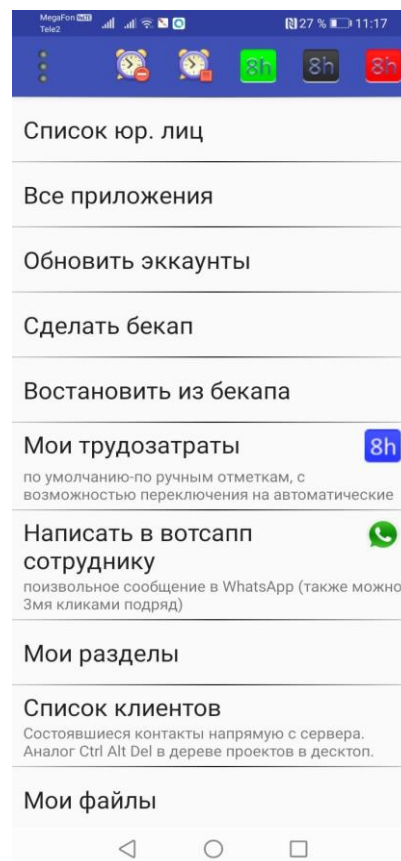 MegaFon VoLTE
Tele2
27 % 11:17
8h 8h 8h
Список юр. лиц
Все приложения
Обновить эккаунты
Сделать бекап
Востановить из бекапа
Мои трудозатраты 8h
по умолчанию-по ручным отметкам, с
возможностью переключения на автоматические
Написать в вотсапп
сотруднику
поизвольное сообщение в WhatsApp (также можно
3мя кликами подряд)
Мои разделы
Список клиентов
Состоявшиеся контакты напрямую с сервера.
Аналог Ctrl Alt Del в дереве проектов в десктоп.
Мои файлы